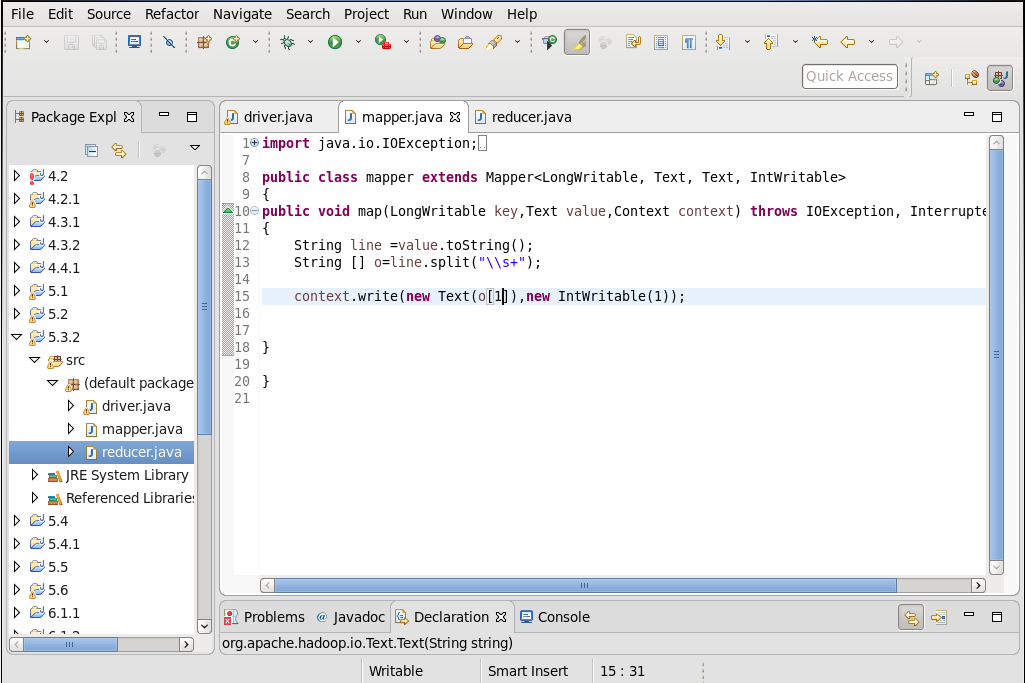 File Edit Source Refactor Navigate Search Project Run Window Help
Quick Access
Package Expl
driver.java mapper.java reducer.java
4.2
4.2.1
4.3.1
4.3.2
4.4.1
5.1
5.2
5.3.2
src
(default package
driver.java
mapper.java
reducer.java
JRE System Library
Referenced Libraries
5.4
5.4.1
5.5
5.6
6.1.1
6.1.2
1 import java.io.IOException;
7
8 public class mapper extends Mapper<LongWritable, Text, Text, IntWritable>
9 {
10 public void map(LongWritable key,Text value,Context context) throws IOException, Interrupte
11 {
12 String line =value.toString();
13 String [] o=line.split("\\s+");
14
15 context.write(new Text(o[1]),new IntWritable(1));
16
17
18 }
19
20 }
21
Problems @ Javadoc Declaration Console
org.apache.hadoop.io.Text.Text(String string)
Writable Smart Insert 15 : 31